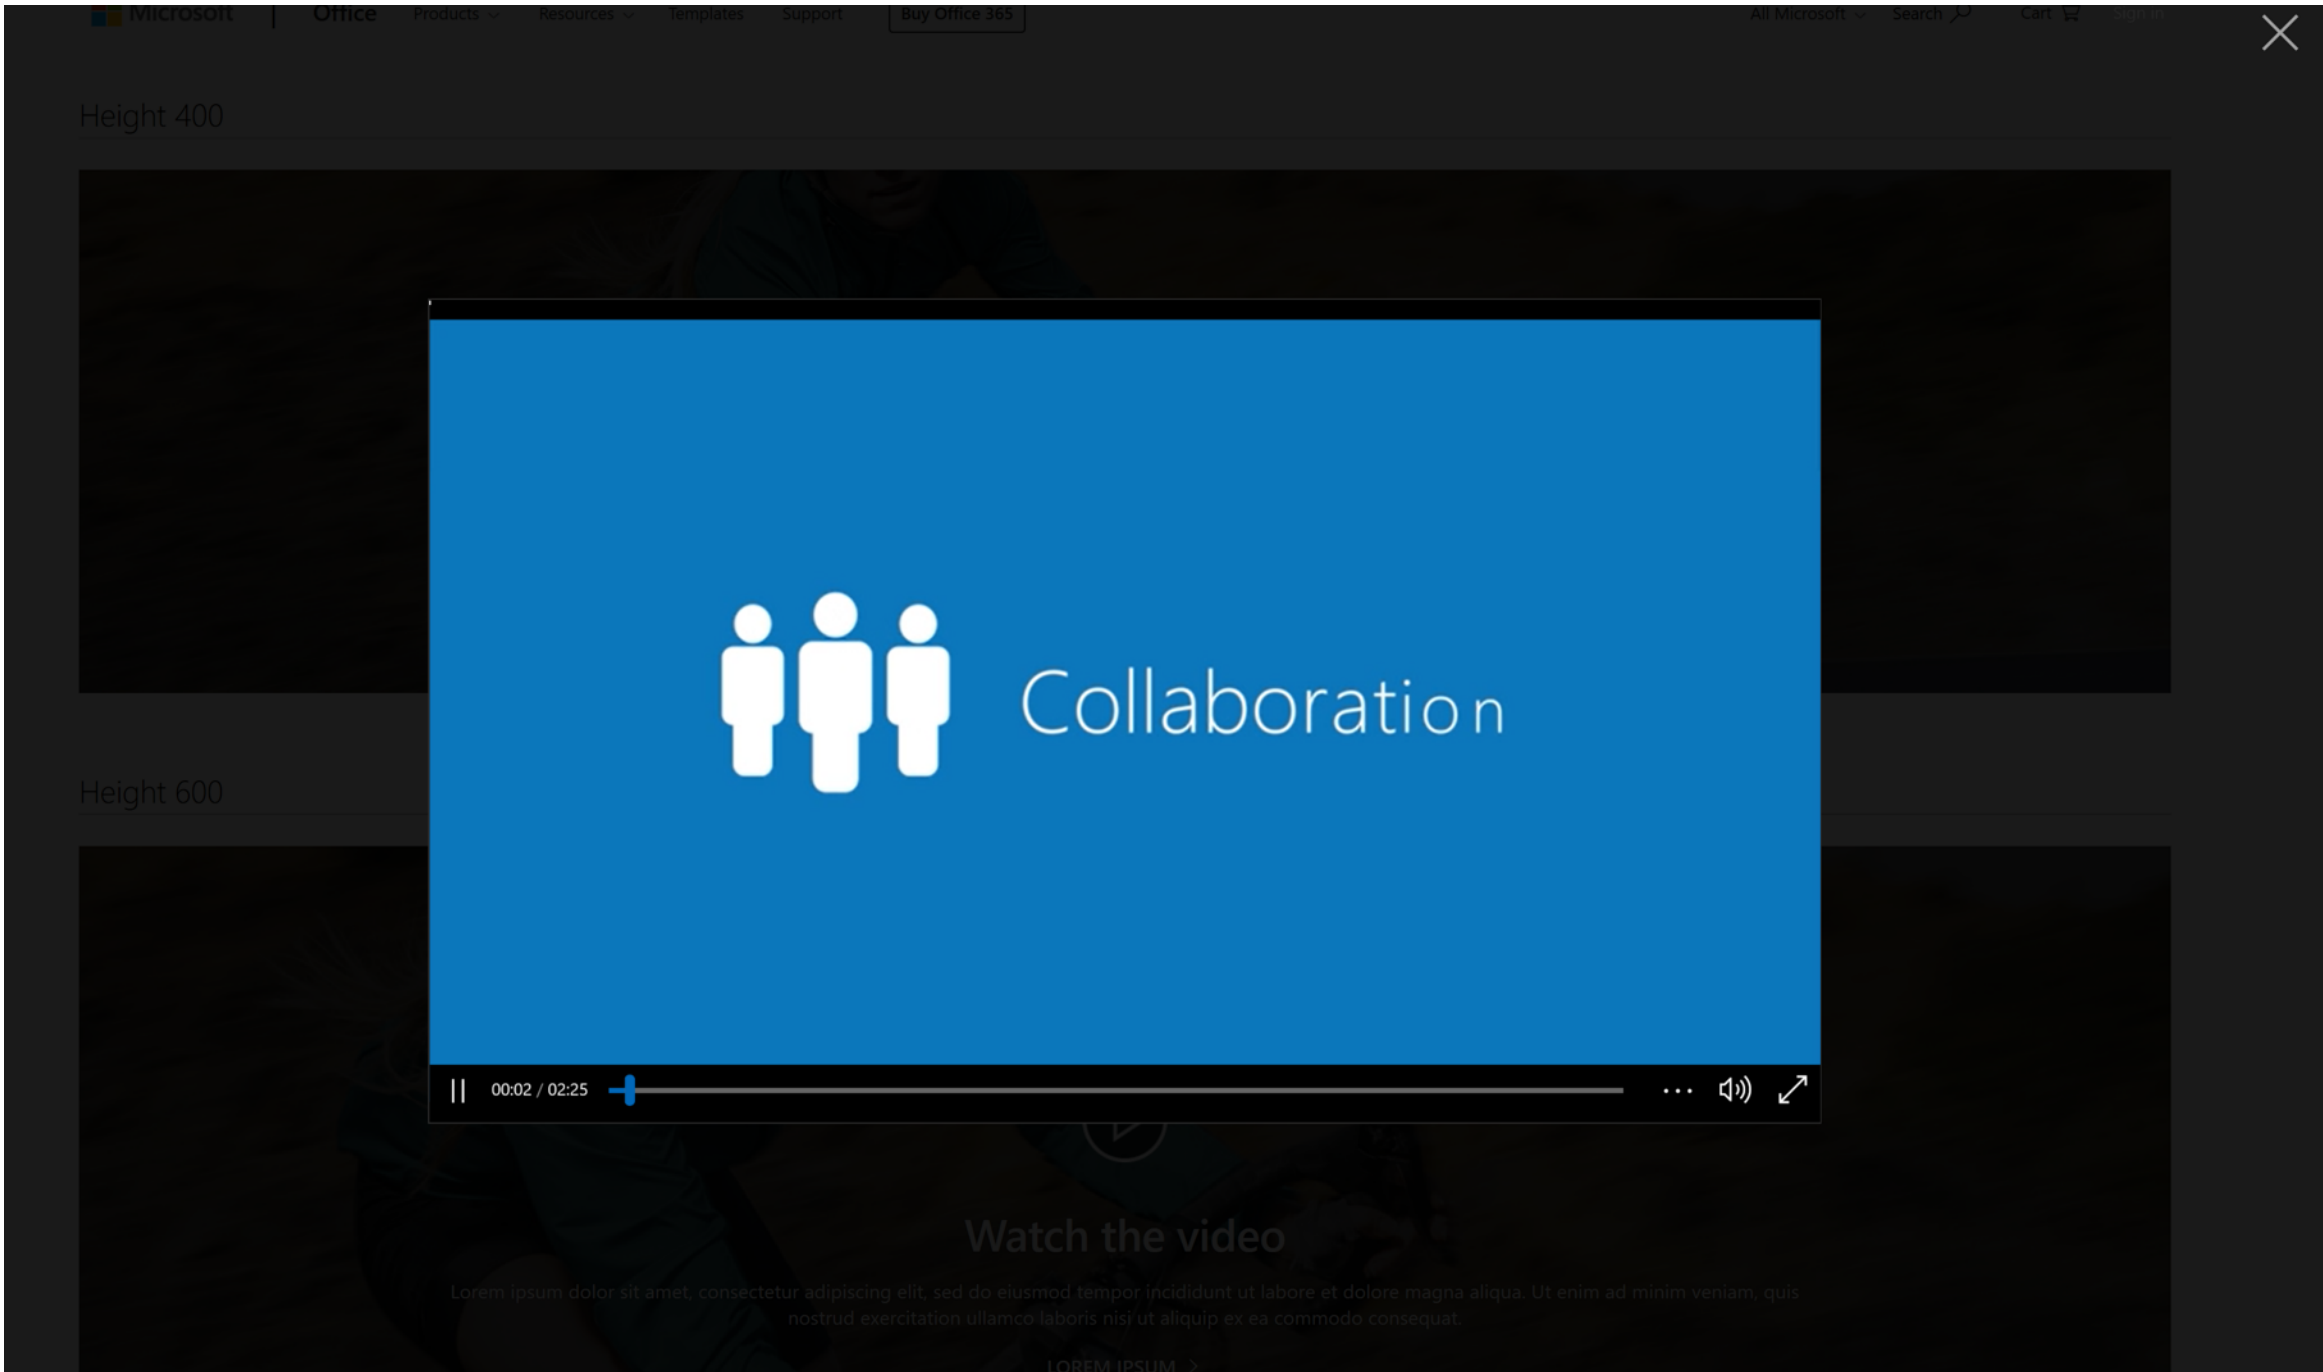 Microsoft | Office Products Resources Templates Support Buy Office 365 All Microsoft Search Cart Sign in
Height 400
Collaboration
Height 600
00:02 / 02:25
Watch the video
Lorem ipsum dolor sit amet, consectetur adipiscing elit, sed do eiusmod tempor incididunt ut labore et dolore magna aliqua. Ut enim ad minim veniam, quis
nostrud exercitation ullamco laboris nisi ut aliquip ex ea commodo consequat.
LOREM IPSUM